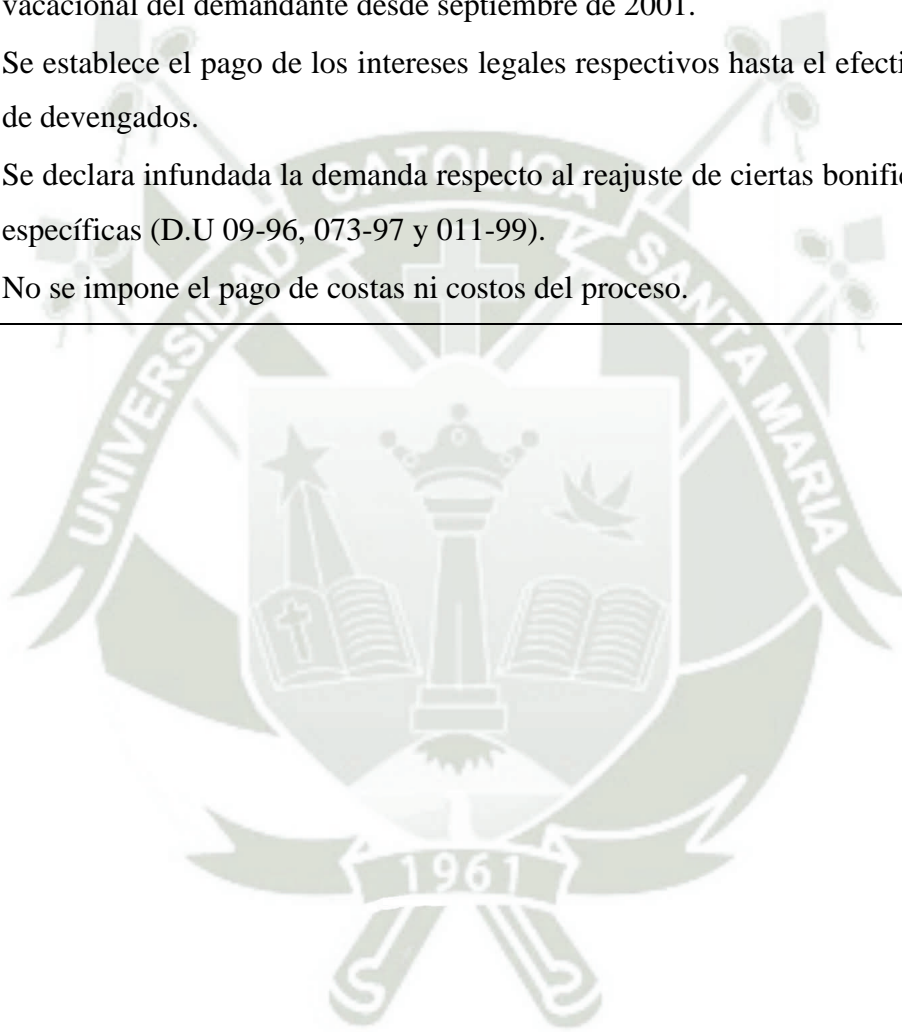 vacacional del demandante desde septiembre de 2001.
Se establece el pago de los intereses legales respectivos hasta el
de devengados.
Se declara infundada la demanda respecto al reajuste de ciertas
específicas (D.U 09-96, 073-97 y 011-99).
No se impone el pago de costas ni costos del proceso.
UNIVERSIDAD CATOLICA SANTA MARIA
1961